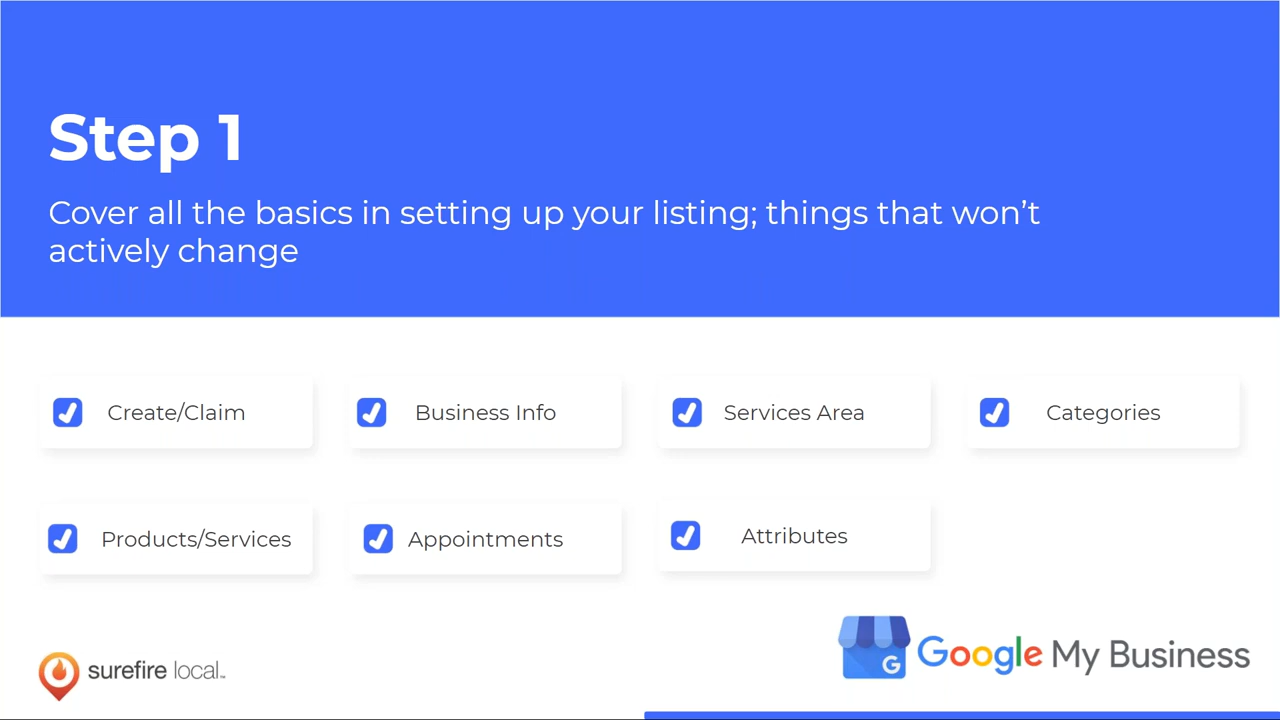 Step 1
Cover all the basics in setting up your listing; things that won’t
actively change
Create/Claim
Business Info
Services Area
Categories
Products/Services
Appointments
Attributes
surefire local™
G
Google My Business